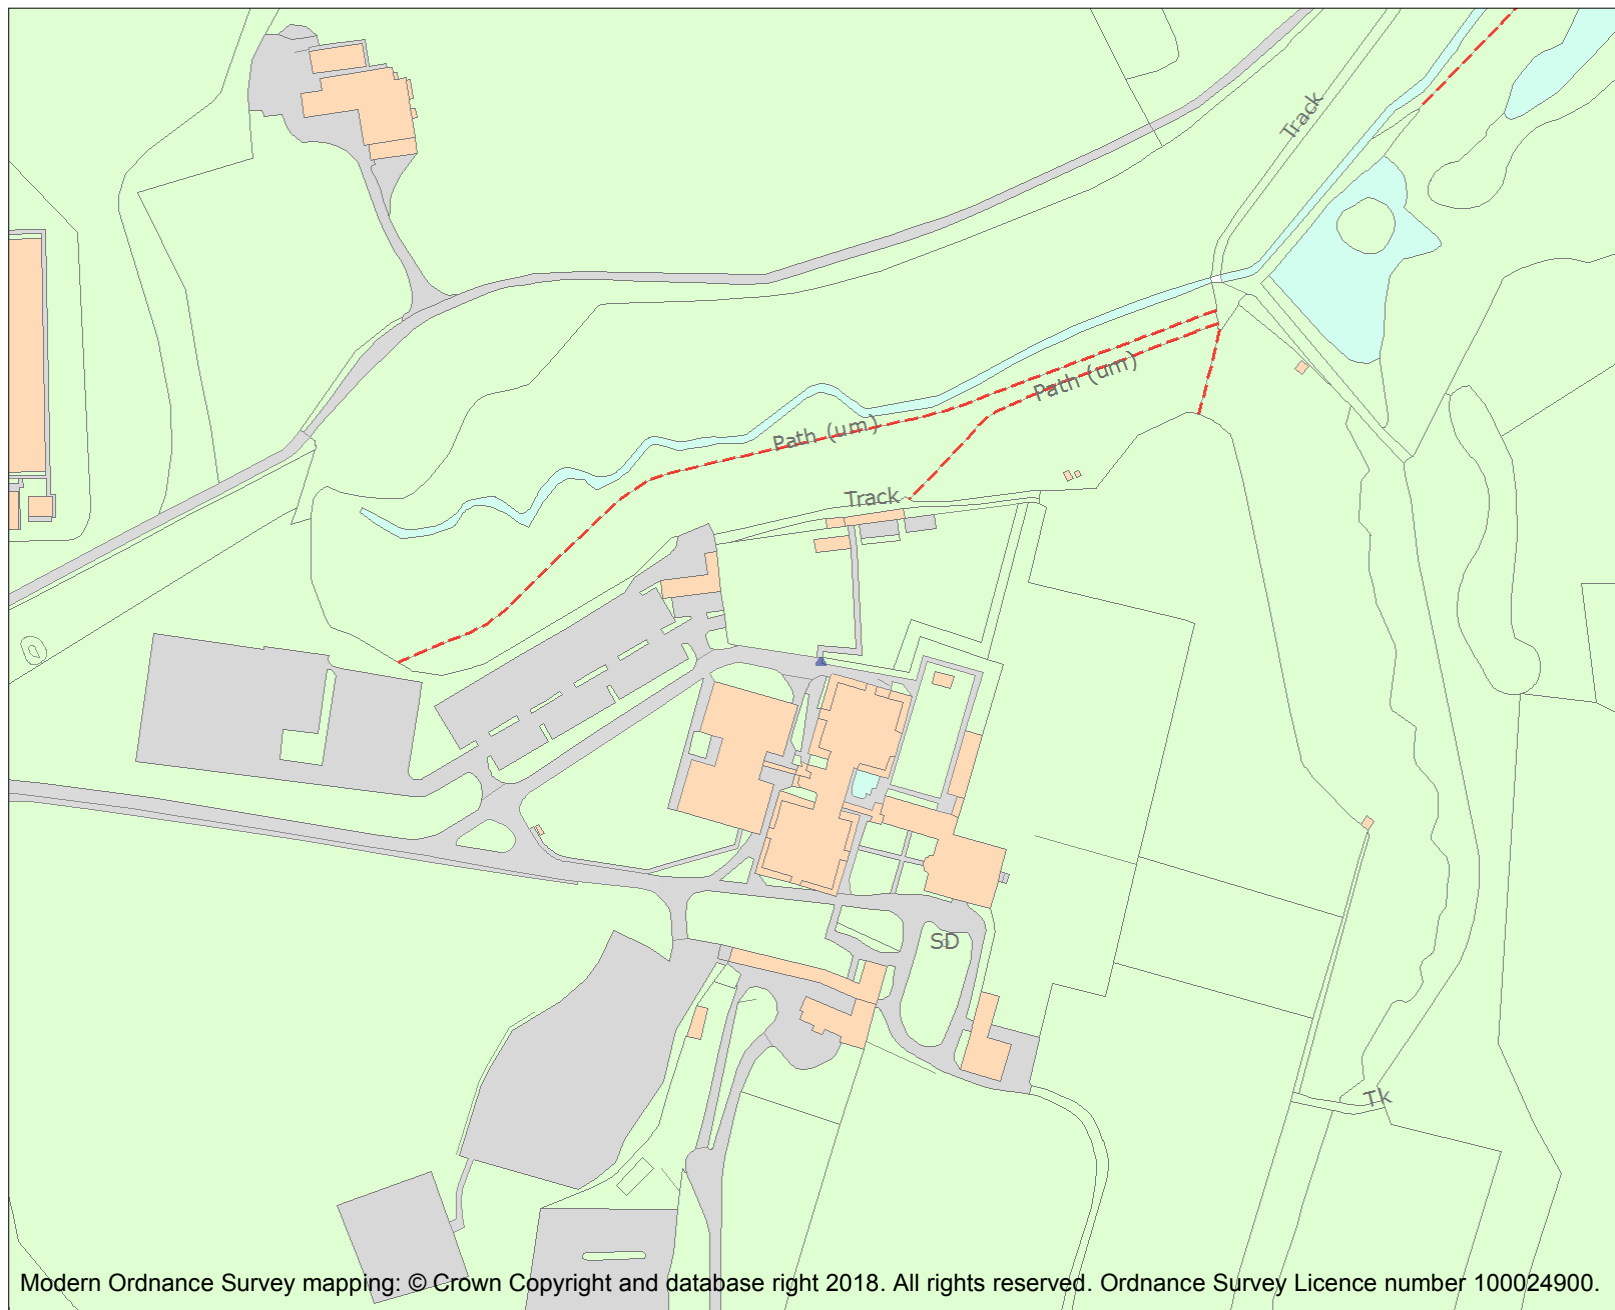 Track
Path (um)
Path (um)
Track
SD
Tk
Modern Ordnance Survey mapping: © Crown Copyright and database right 2018. All rights reserved. Ordnance Survey Licence number 100024900.